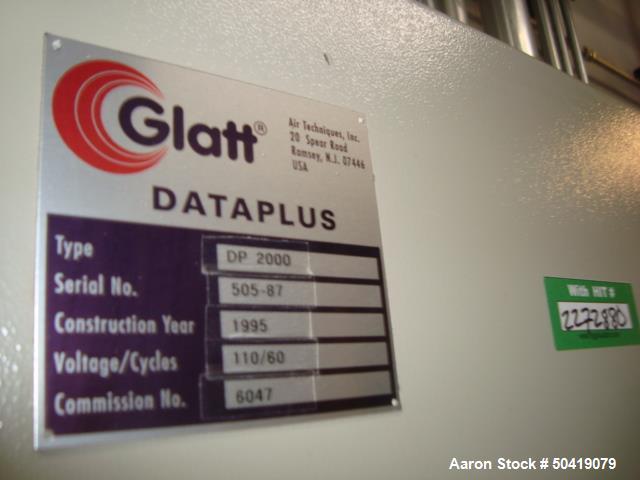 Glatt®
Air Techniques, Inc.
20 Spear Road
Ramsey, N.J. 07446
USA
DATAPLUS
Type DP 2000
Serial No. 505-87
Construction Year 1995
Voltage/Cycles 110/60
Commission No. 6047
With HIT #
2272880
Aaron Stock # 50419079